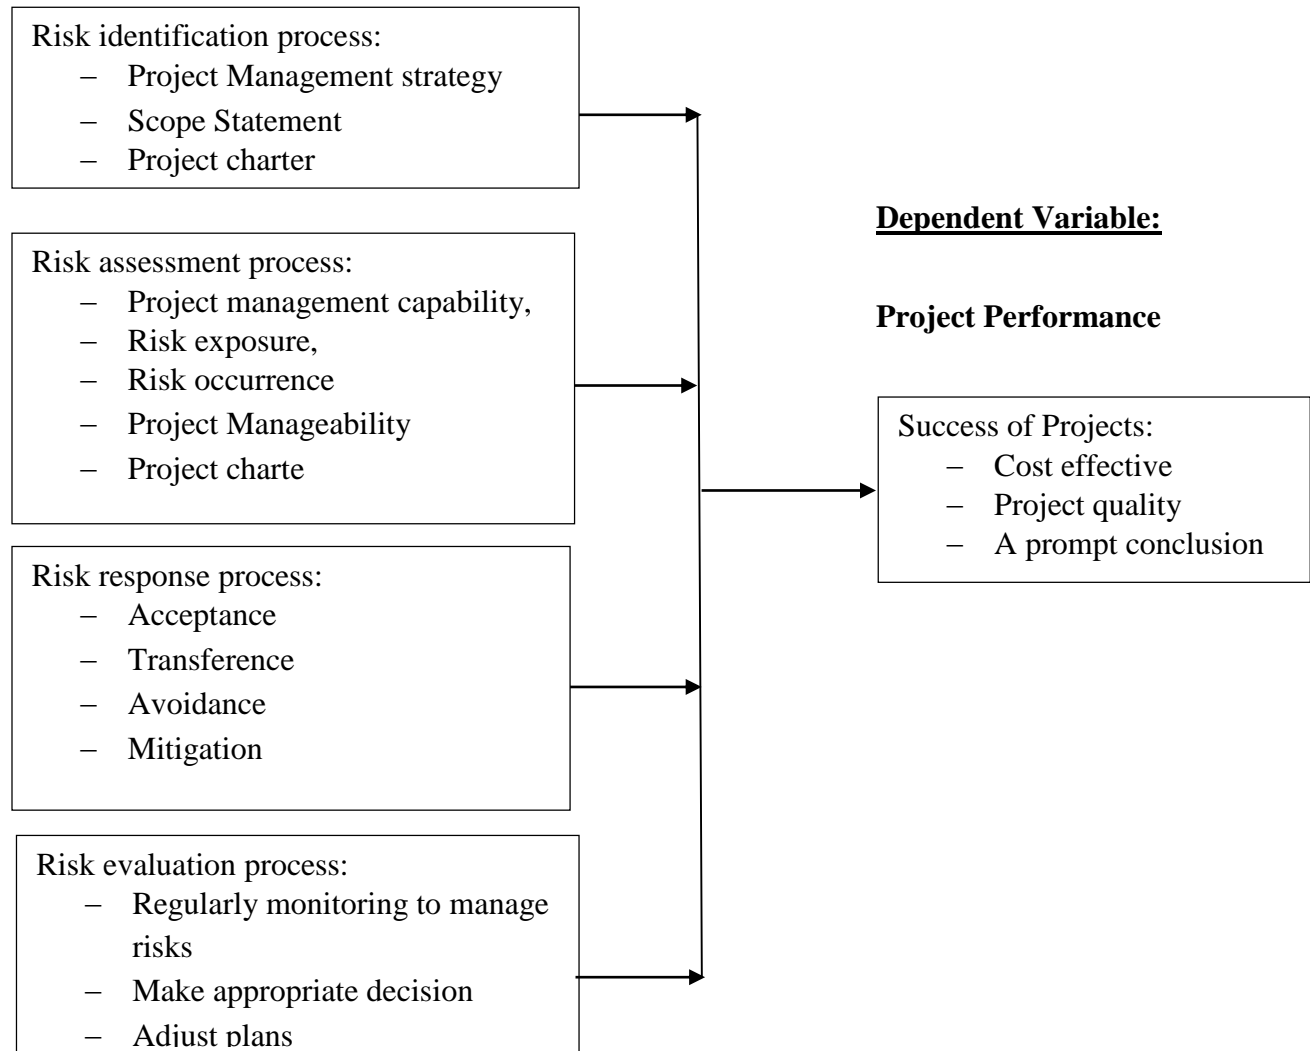 Risk identification process:
– Project Management strategy
– Scope Statement
– Project charter
Risk assessment process:
– Project management capability,
– Risk exposure,
– Risk occurrence
– Project Manageability
– Project charte
Risk response process:
– Acceptance
– Transference
– Avoidance
– Mitigation
Risk evaluation process:
– Regularly monitoring to manage
risks
– Make appropriate decision
– Adjust plans
Dependent Variable:
Project Performance
Success of Projects:
– Cost effective
– Project quality
– A prompt conclusion